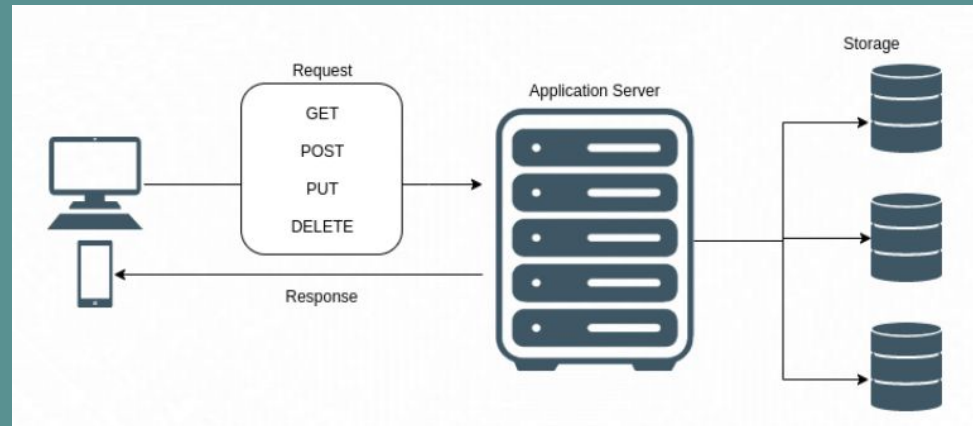 Request
GET
POST
PUT
DELETE
Response
Application Server
Storage